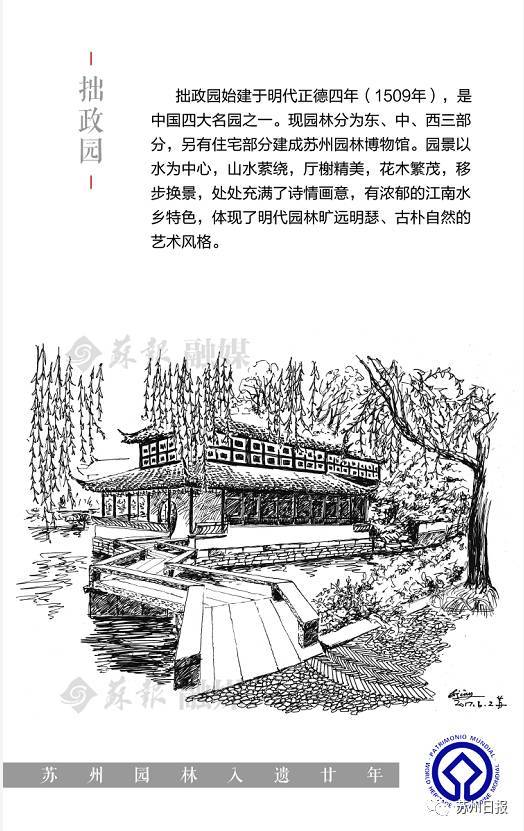 拙政园
拙政园始建于明代正德四年（1509年），是
中国四大名园之一。现园林分为东、中、西三部
分，另有住宅部分建成苏州园林博物馆。园景以
水为中心，山水萦绕，厅榭精美，花木繁茂，移
步换景，处处充满了诗情画意，有浓郁的江南水
乡特色，体现了明代园林旷远明瑟、古朴自然的
艺术风格。
蘇報 融媒
蘇報 融媒
2017.6.2
苏州园林入遗廿年
PATRIMONIO MUNDIAL
WORLD HERITAGE
苏州日报